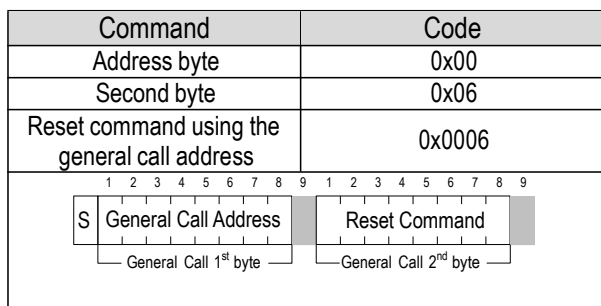 Command Code
Address byte 0x00
Second byte 0x06
Reset command using the
general call address 0x0006
1 2 3 4 5 6 7 8 9 1 2 3 4 5 6 7 8 9
S General Call Address Reset Command
General Call 1st byte General Call 2nd byte